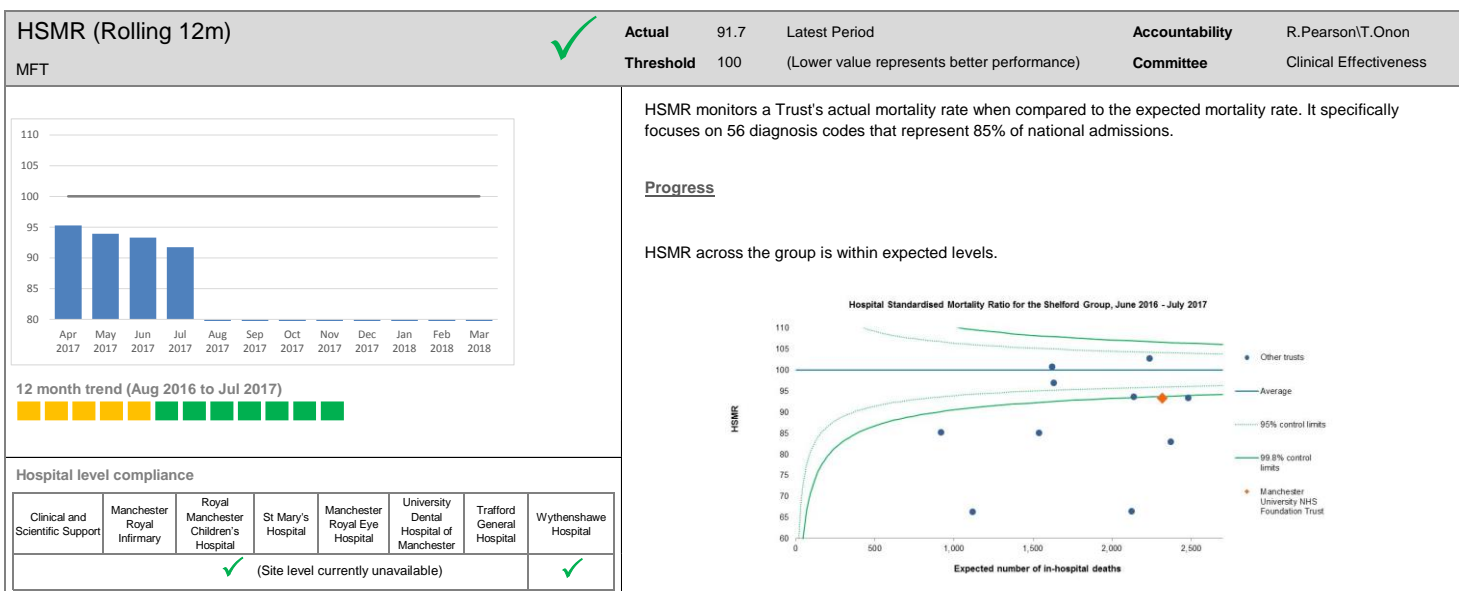 HSMR (Rolling 12m)
MFT
Actual 91.7 Latest Period
Threshold 100 (Lower value represents better performance)
Accountability R.Pearson\T.Onon
Committee Clinical Effectiveness
110
105
100
95
90
85
80
Apr 2017
May 2017
Jun 2017
Jul 2017
Aug 2017
Sep 2017
Oct 2017
Nov 2017
Dec 2017
Jan 2018
Feb 2018
Mar 2018
12 month trend (Aug 2016 to Jul 2017)
Hospital level compliance
Clinical and
Scientific Support
Manchester
Royal
Infirmary
Royal
Manchester
Children's
Hospital
St Mary's
Hospital
Manchester
Royal Eye
Hospital
University
Dental
Hospital of
Manchester
Trafford
General
Hospital
Wythenshawe
Hospital
(Site level currently unavailable)
HSMR monitors a Trust's actual mortality rate when compared to the expected mortality rate. It specifically
focuses on 56 diagnosis codes that represent 85% of national admissions.
Progress
HSMR across the group is within expected levels.
Hospital Standardised Mortality Ratio for the Shelford Group, June 2016 - July 2017
HSMR
110
105
100
95
90
85
80
75
70
65
60
0 500 1,000 1,500 2,000 2,500
Expected number of in-hospital deaths
Other trusts
Average
95% control limits
99.8% control
limits
Manchester
University NHS
Foundation Trust